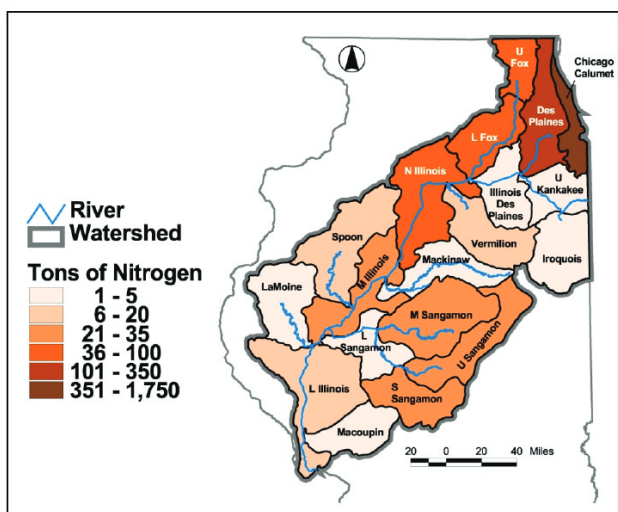 U
Fox
Chicago
Calumet
Des
Plaines
L Fox
N Illinois
U
Kankakee
Illinois
Des
Plaines
River
Watershed
Spoon
Vermilion
Iroquois
Tons of Nitrogen
1 - 5
6 - 20
21 - 35
36 - 100
101 - 350
351 - 1,750
M Illinois
Mackinaw
LaMoine
M Sangamon
L
Sangamon
U Sangamon
L Illinois
S
Sangamon
Macoupin
20 0 20 40 Miles